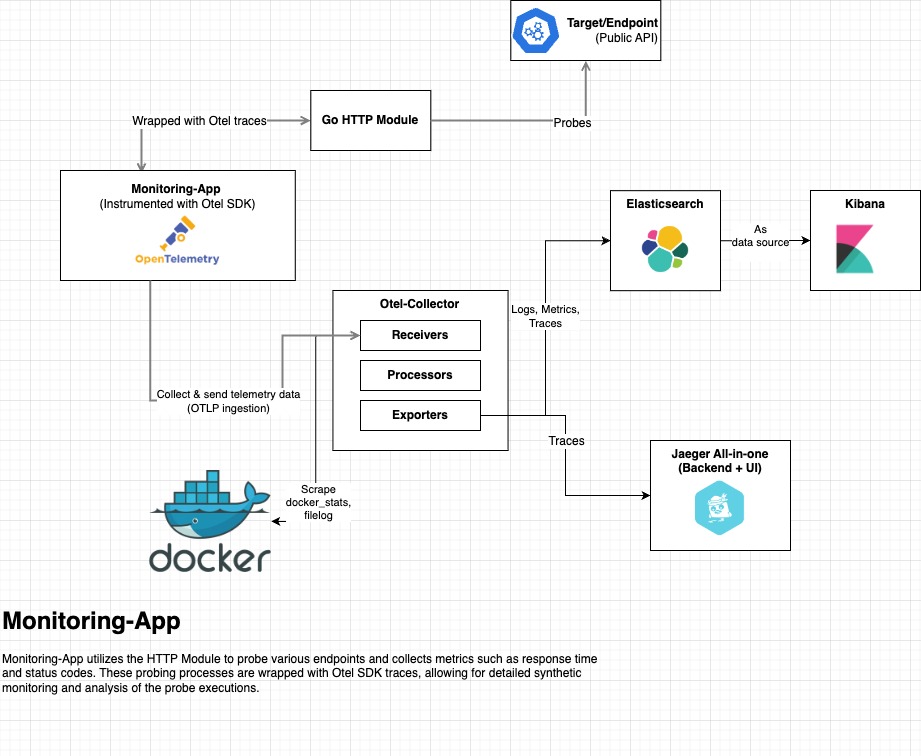 Target/Endpoint
(Public API)
Wrapped with Otel traces
Go HTTP Module
Probes
Monitoring-App
(Instrumented with Otel SDK)
OpenTelemetry
Elasticsearch
As
data source
Kibana
Otel-Collector
Receivers
Processors
Exporters
Logs, Metrics,
Traces
Collect & send telemetry data
(OTLP ingestion)
Traces
Jaeger All-in-one
(Backend + UI)
Scrape
docker_stats,
filelog
docker
Monitoring-App
Monitoring-App utilizes the HTTP Module to probe various endpoints and collects metrics such as response time
and status codes. These probing processes are wrapped with Otel SDK traces, allowing for detailed synthetic
monitoring and analysis of the probe executions.